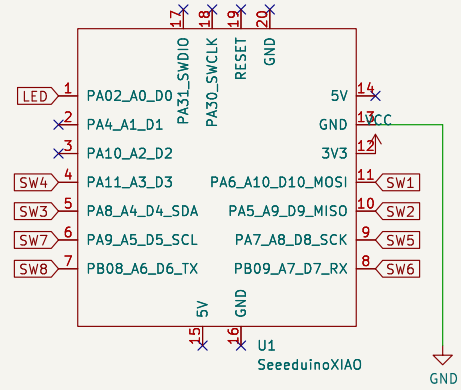 17 18 19 20
PA31_SWDIO PA30_SWCLK RESET GND
LED 1 PA02_A0_D0 5V 14
2 PA4_A1_D1 GND 13 VCC
3 PA10_A2_D2 3V3 12
SW4 4 PA11_A3_D3 PA6_A10_D10_MOSI 11 SW1
SW3 5 PA8_A4_D4_SDA PA5_A9_D9_MISO 10 SW2
SW7 6 PA9_A5_D5_SCL PA7_A8_D8_SCK 9 SW5
SW8 7 PB08_A6_D6_TX PB09_A7_D7_RX 8 SW6
5V GND
15 16
U1
SeeeduinoXIAO
GND